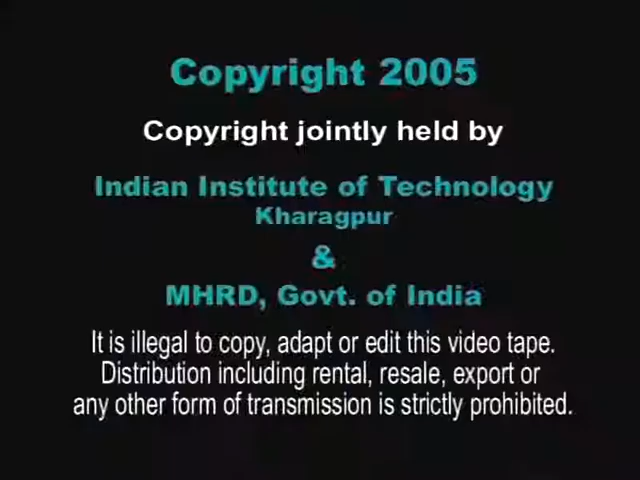 Copyright 2005
Copyright jointly held by
Indian Institute of Technology
Kharagpur
&
MHRD, Govt. of India
It is illegal to copy, adapt or edit this video tape.
Distribution including rental, resale, export or
any other form of transmission is strictly prohibited.